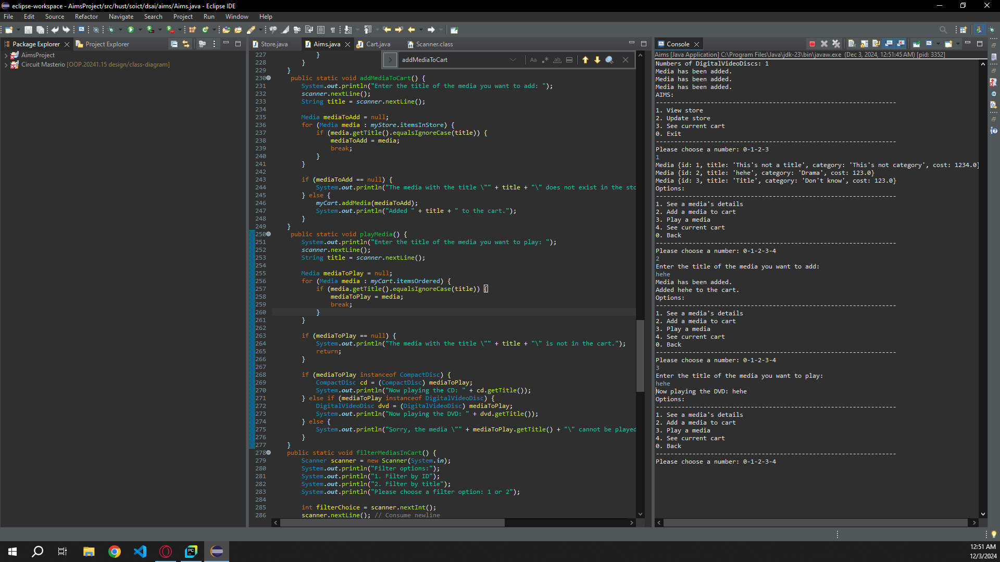 eclipse-workspace - AimsProject/src/hust/soict/dsai/aims/Aims.java - Eclipse IDE
File Edit Source Refactor Navigate Search Project Run Window Help
Package Explorer
Project Explorer
AimsProject
Circuit Masterio [OOP.20241.15 design/class-diagram]
Store.java
Aims.java
Cart.java
Scanner.class
addMediaToCart
Aa
227 }
228 }
229 }
230 public static void addMediaToCart() {
231 System.out.println("Enter the title of the media you want to add: ");
232 scanner.nextLine();
233 String title = scanner.nextLine();
234
235 Media mediaToAdd = null;
236 for (Media media : myStore.itemsInStore) {
237 if (media.getTitle().equalsIgnoreCase(title)) {
238 mediaToAdd = media;
239 break;
240 }
241 }
242
243 if (mediaToAdd == null) {
244 System.out.println("The media with the title \"" + title + "\" does not exist in the sto
245 } else {
246 myCart.addMedia(mediaToAdd);
247 System.out.println("Added " + title + " to the cart.");
248 }
249 }
250 public static void playMedia() {
251 System.out.println("Enter the title of the media you want to play: ");
252 scanner.nextLine();
253 String title = scanner.nextLine();
254
255 Media mediaToPlay = null;
256 for (Media media : myCart.itemsOrdered) {
257 if (media.getTitle().equalsIgnoreCase(title)) {
258 mediaToPlay = media;
259 break;
260 }
261 }
262
263 if (mediaToPlay == null) {
264 System.out.println("The media with the title \"" + title + "\" is not in the cart.");
265 return;
266 }
267
268 if (mediaToPlay instanceof CompactDisc) {
269 CompactDisc cd = (CompactDisc) mediaToPlay;
270 System.out.println("Now playing the CD: " + cd.getTitle());
271 } else if (mediaToPlay instanceof DigitalVideoDisc) {
272 DigitalVideoDisc dvd = (DigitalVideoDisc) mediaToPlay;
273 System.out.println("Now playing the DVD: " + dvd.getTitle());
274 } else {
275 System.out.println("Sorry, the media \"" + mediaToPlay.getTitle() + "\" cannot be played
276 }
277 }
278 public static void filterMediasInCart() {
279 Scanner scanner = new Scanner(System.in);
280 System.out.println("Filter options:");
281 System.out.println("1. Filter by ID");
282 System.out.println("2. Filter by title");
283 System.out.println("Please choose a filter option: 1 or 2");
284
285 int filterChoice = scanner.nextInt();
286 scanner.nextLine(); // Consume newline
Console
Aims [Java Application] C:\Program Files\Java\jdk-23\bin\javaw.exe (Dec 3, 2024, 12:51:45 AM) [pid: 3352]
Numbers of DigitalVideoDiscs: 1
Media has been added.
Media has been added.
Media has been added.
AIMS:
------------------------------------------------------------------
1. View store
2. Update store
3. See current cart
0. Exit
------------------------------------------------------------------
Please choose a number: 0-1-2-3
1
Media {id: 1, title: 'This's not a title', category: 'This's not category', cost: 1234.0}
Media {id: 2, title: 'hehe', category: 'Drama', cost: 123.0}
Media {id: 3, title: 'Title', category: 'Don't know', cost: 123.0}
Options:
------------------------------------------------------------------
1. See a media's details
2. Add a media to cart
3. Play a media
4. See current cart
0. Back
------------------------------------------------------------------
Please choose a number: 0-1-2-3-4
2
Enter the title of the media you want to add:
hehe
Media has been added.
Added hehe to the cart.
Options:
------------------------------------------------------------------
1. See a media's details
2. Add a media to cart
3. Play a media
4. See current cart
0. Back
------------------------------------------------------------------
Please choose a number: 0-1-2-3-4
3
Enter the title of the media you want to play:
hehe
Now playing the DVD: hehe
Options:
------------------------------------------------------------------
1. See a media's details
2. Add a media to cart
3. Play a media
4. See current cart
0. Back
------------------------------------------------------------------
Please choose a number: 0-1-2-3-4
12:51 AM
12/3/2024